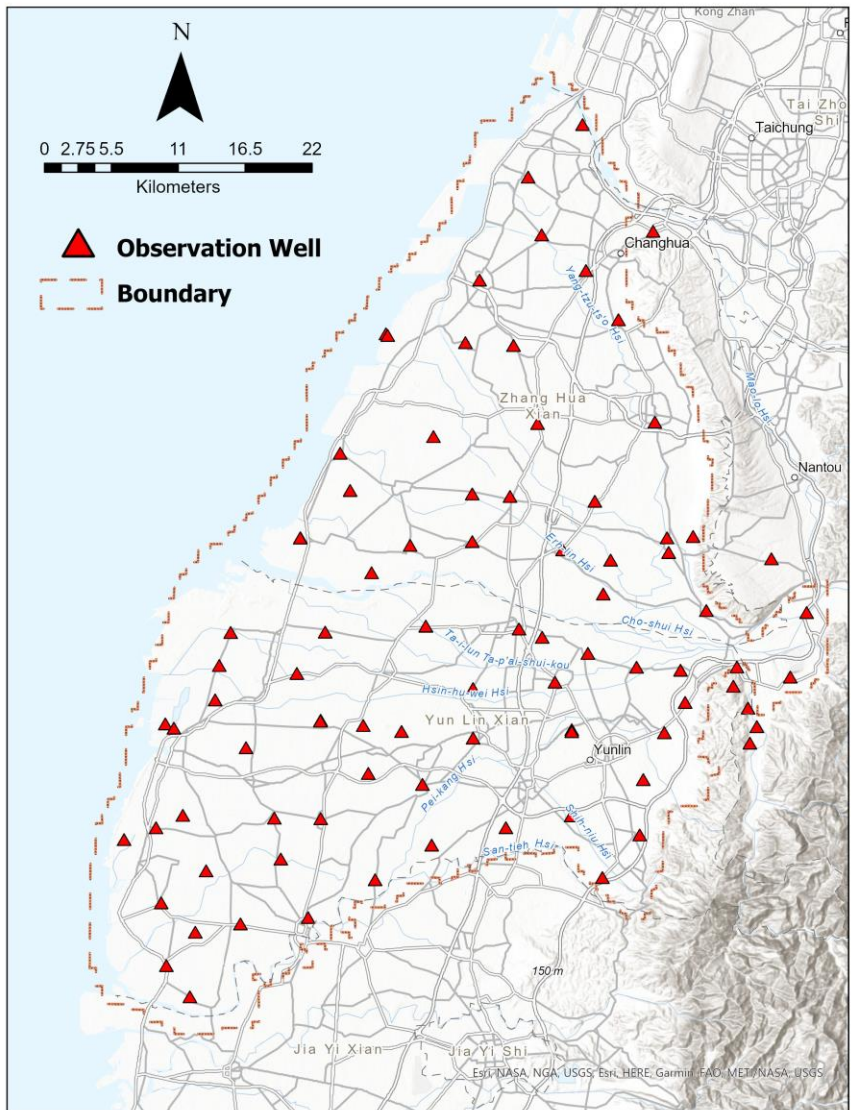 Kong Zhan
N
Tai Zho
Shi
Taichung
0 2.75 5.5 11 16.5 22
Kilometers
Observation Well
Boundary
Changhua
Yang-tzu-ts'o Hsi
Mao-lo Hsi
Zhang Hua
Xian
Nantou
Erh-lin Hsi
Cho-shui Hsi
Ta-i-lun Ta-p'ai-shui-kou
Hsin-hu-wei Hsi
Yun Lin Xian
Yunlin
Pei-kang Hsi
Shih-niu Hsi
San-tieh Hsi
150 m
Jia Yi Xian
Jia Yi Shi
Esri, NASA, NGA, USGS, Esri, HERE, Garmin, FAO, METI/NASA, USGS